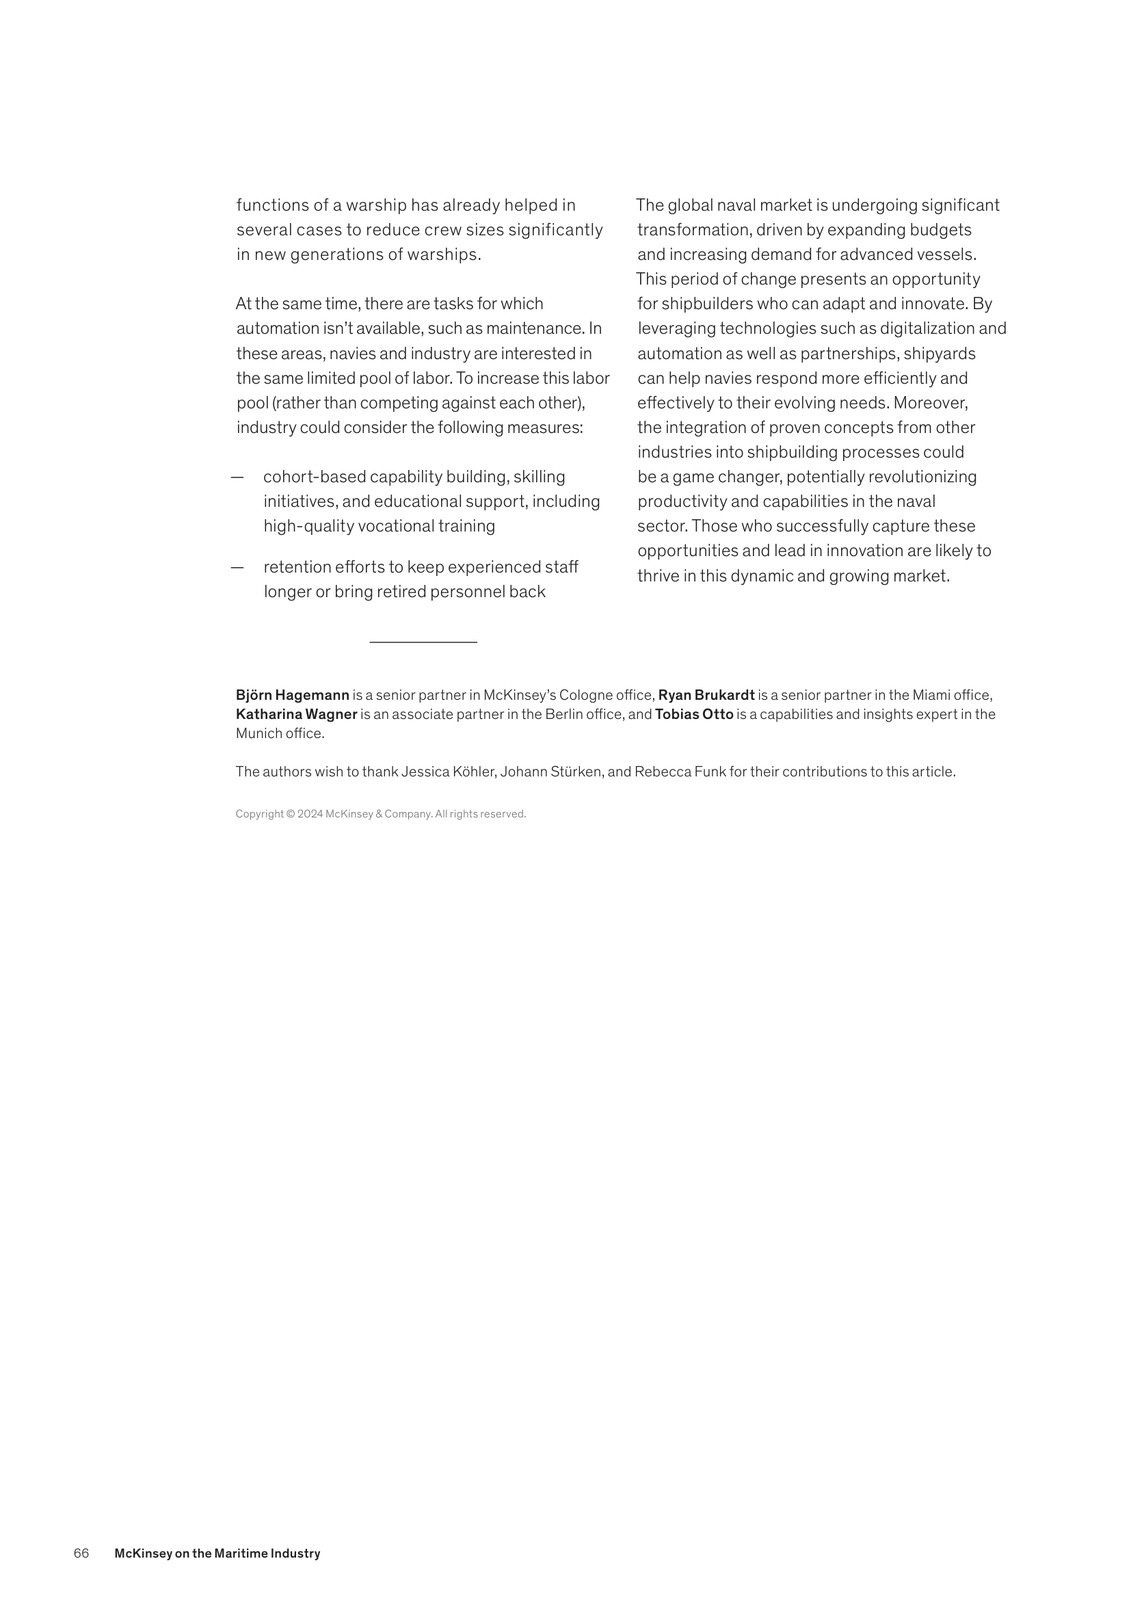 functions of a warship has already helped in
several cases to reduce crew sizes significantly
in new generations of warships.
At the same time, there are tasks for which
automation isn’t available, such as maintenance. In
these areas, navies and industry are interested in
the same limited pool of labor. To increase this labor
pool (rather than competing against each other),
industry could consider the following measures:
— cohort-based capability building, skilling
initiatives, and educational support, including
high-quality vocational training
— retention efforts to keep experienced staff
longer or bring retired personnel back
The global naval market is undergoing significant
transformation, driven by expanding budgets
and increasing demand for advanced vessels.
This period of change presents an opportunity
for shipbuilders who can adapt and innovate. By
leveraging technologies such as digitalization and
automation as well as partnerships, shipyards
can help navies respond more efficiently and
effectively to their evolving needs. Moreover,
the integration of proven concepts from other
industries into shipbuilding processes could
be a game changer, potentially revolutionizing
productivity and capabilities in the naval
sector. Those who successfully capture these
opportunities and lead in innovation are likely to
thrive in this dynamic and growing market.
Björn Hagemann is a senior partner in McKinsey’s Cologne office, Ryan Brukardt is a senior partner in the Miami office,
Katharina Wagner is an associate partner in the Berlin office, and Tobias Otto is a capabilities and insights expert in the
Munich office.
The authors wish to thank Jessica Köhler, Johann Stürken, and Rebecca Funk for their contributions to this article.
Copyright © 2024 McKinsey & Company. All rights reserved.
66 McKinsey on the Maritime Industry